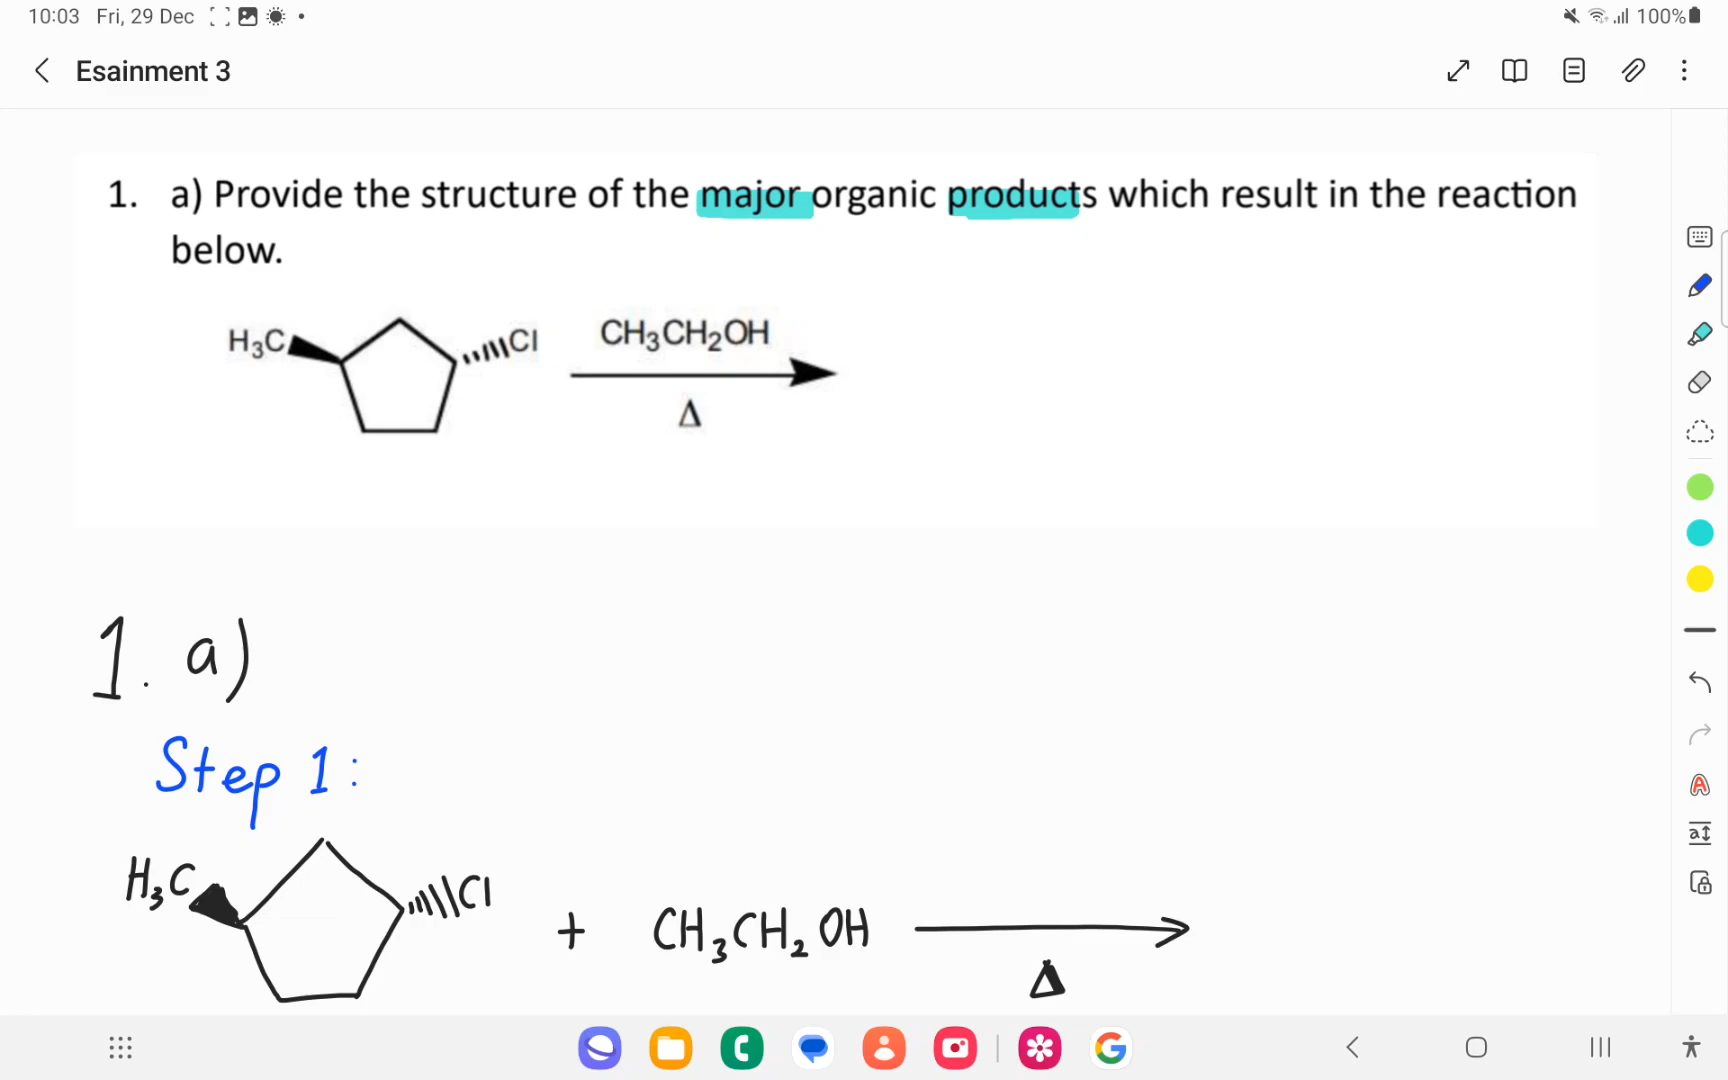 10:03 Fri, 29 Dec 100%
Esainment 3
1. a) Provide the structure of the major organic products which result in the reaction
below.
H₃C Cl CH₃CH₂OH
Δ
1. a)
Step 1:
H₃C Cl + CH₃CH₂OH
Δ